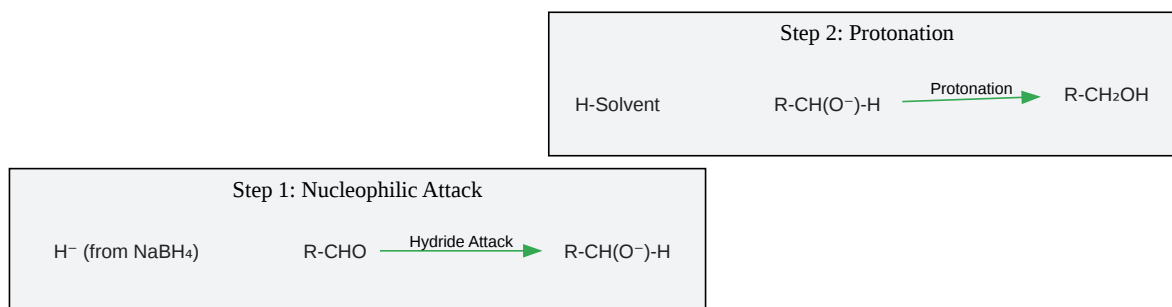 Step 2: Protonation
H-Solvent
R-CH(O⁻)-H
Protonation
R-CH₂OH
Step 1: Nucleophilic Attack
H⁻ (from NaBH₄)
R-CHO
Hydride Attack
R-CH(O⁻)-H